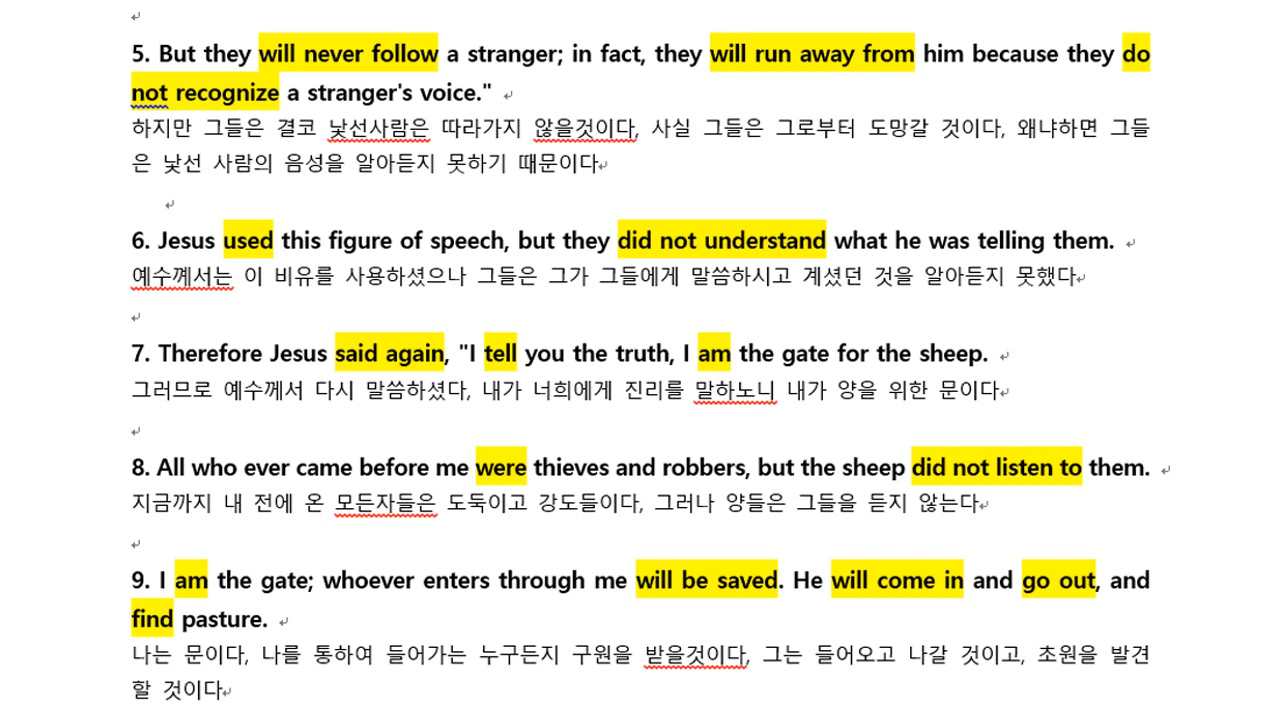 5. But they will never follow a stranger; in fact, they will run away from him because they do
not recognize a stranger's voice."
하지만 그들은 결코 낯선사람은 따라가지 않을것이다, 사실 그들은 그로부터 도망갈 것이다, 왜냐하면 그들
은 낯선 사람의 음성을 알아듣지 못하기 때문이다
6. Jesus used this figure of speech, but they did not understand what he was telling them.
예수꼐서는 이 비유를 사용하셨으나 그들은 그가 그들에게 말씀하시고 계셨던 것을 알아듣지 못했다
7. Therefore Jesus said again, "I tell you the truth, I am the gate for the sheep.
그러므로 예수께서 다시 말씀하셨다, 내가 너희에게 진리를 말하노니 내가 양을 위한 문이다
8. All who ever came before me were thieves and robbers, but the sheep did not listen to them.
지금까지 내 전에 온 모든자들은 도둑이고 강도들이다, 그러나 양들은 그들을 듣지 않는다
9. I am the gate; whoever enters through me will be saved. He will come in and go out, and
find pasture.
나는 문이다, 나를 통하여 들어가는 누구든지 구원을 받을것이다, 그는 들어오고 나갈 것이고, 초원을 발견
할 것이다